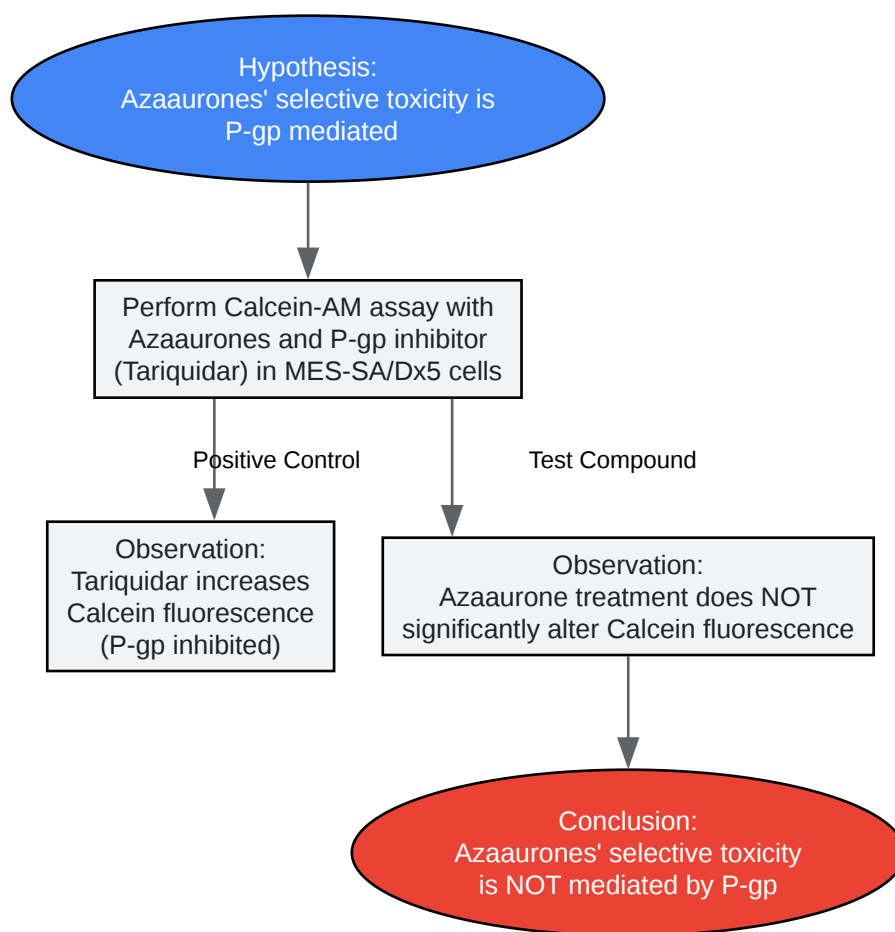 Hypothesis:
Azaaurones' selective toxicity is
P-gp mediated
Perform Calcein-AM assay with
Azaaurones and P-gp inhibitor
(Tariquidar) in MES-SA/Dx5 cells
Positive Control
Test Compound
Observation:
Tariquidar increases
Calcein fluorescence
(P-gp inhibited)
Observation:
Azaaurone treatment does NOT
significantly alter Calcein fluorescence
Conclusion:
Azaaurones' selective toxicity
is NOT mediated by P-gp